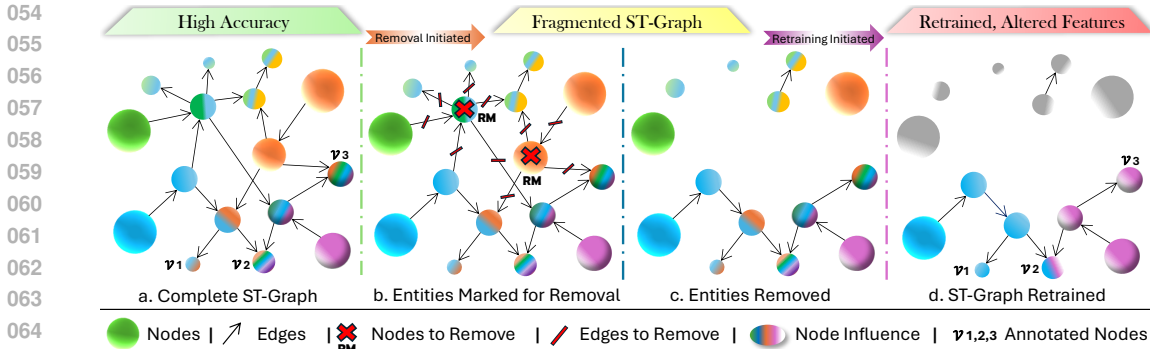 054
055
056
057
058
059
060
061
062
063
064
High Accuracy
Removal Initiated
Fragmented ST-Graph
Retraining Initiated
Retrained, Altered Features
𝒱1
𝒱2
𝒱3
RM
RM
𝒱1
𝒱2
𝒱3
a. Complete ST-Graph
b. Entities Marked for Removal
c. Entities Removed
d. ST-Graph Retrained
Nodes | Edges | RM Nodes to Remove | Edges to Remove | Node Influence | 𝒱1,2,3 Annotated Nodes